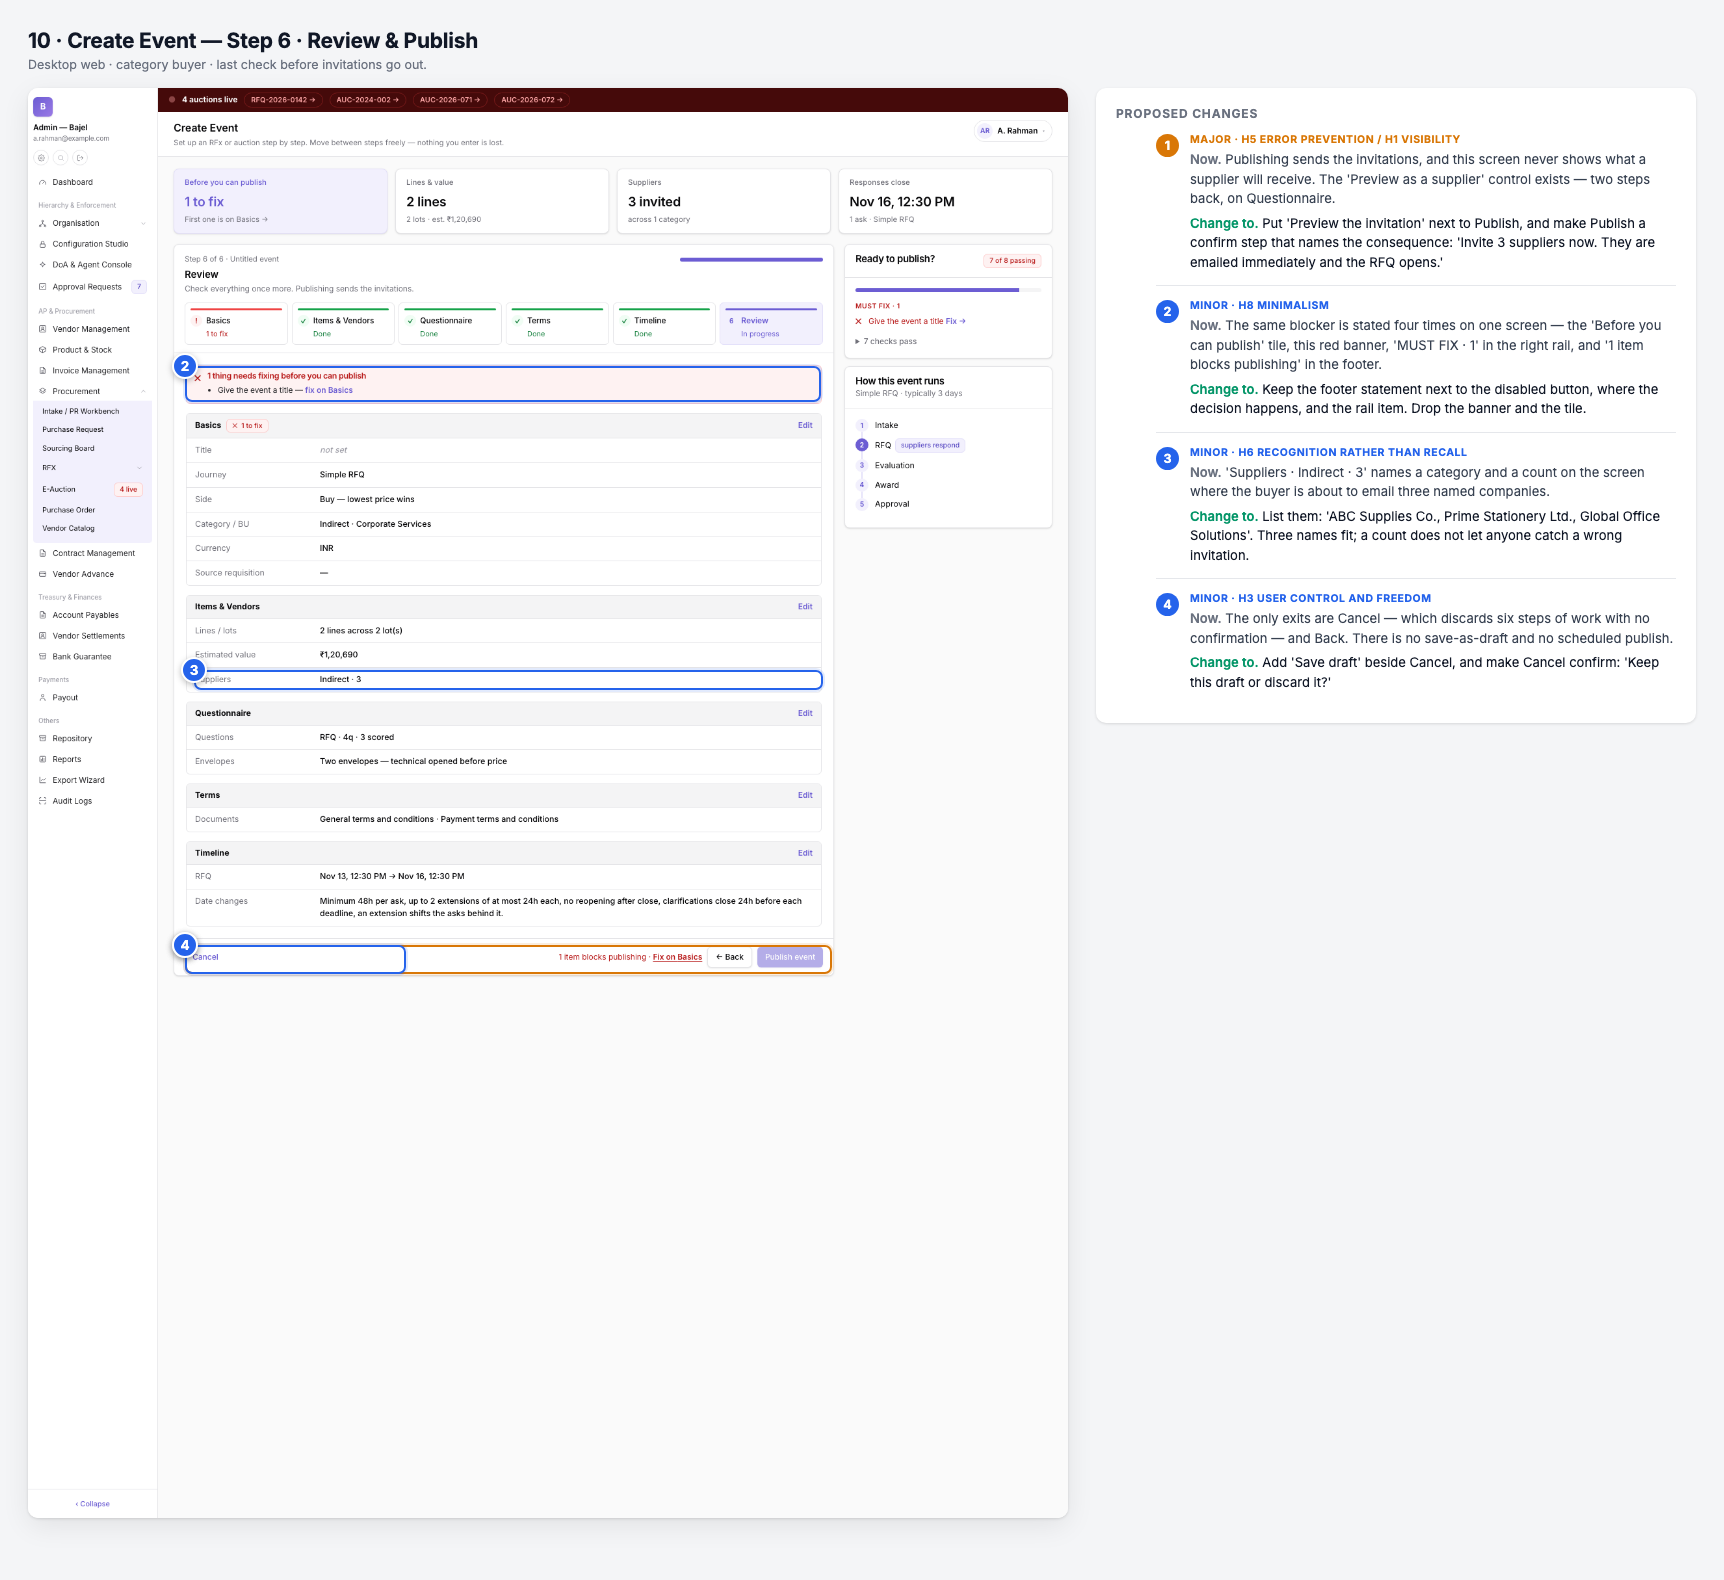 10 · Create Event — Step 6 · Review & Publish
Desktop web · category buyer · last check before invitations go out.
B
Admin — Bajel
a.rahman@example.com
Dashboard
Hierarchy & Enforcement
Organisation
Configuration Studio
DoA & Agent Console
Approval Requests 7
AP & Procurement
Vendor Management
Product & Stock
Invoice Management
Procurement
Intake / PR Workbench
Purchase Request
Sourcing Board
RFX
E-Auction 4 live
Purchase Order
Vendor Catalog
Contract Management
Vendor Advance
Treasury & Finances
Account Payables
Vendor Settlements
Bank Guarantee
Payments
Payout
Others
Repository
Reports
Export Wizard
Audit Logs
‹ Collapse
4 auctions live RFQ-2026-0142 → AUC-2024-002 → AUC-2026-071 → AUC-2026-072 →
Create Event
Set up an RFx or auction step by step. Move between steps freely — nothing you enter is lost.
AR A. Rahman
Before you can publish
1 to fix
First one is on Basics →
Lines & value
2 lines
2 lots · est. ₹1,20,690
Suppliers
3 invited
across 1 category
Responses close
Nov 16, 12:30 PM
1 ask · Simple RFQ
Step 6 of 6 · Untitled event
Review
Check everything once more. Publishing sends the invitations.
! Basics
1 to fix
✓ Items & Vendors
Done
✓ Questionnaire
Done
✓ Terms
Done
✓ Timeline
Done
6 Review
In progress
2
✕ 1 thing needs fixing before you can publish
• Give the event a title — fix on Basics
Basics ✕ 1 to fix Edit
Title not set
Journey Simple RFQ
Side Buy — lowest price wins
Category / BU Indirect · Corporate Services
Currency INR
Source requisition —
Items & Vendors Edit
Lines / lots 2 lines across 2 lot(s)
Estimated value ₹1,20,690
3
Suppliers Indirect · 3
Questionnaire Edit
Questions RFQ · 4q · 3 scored
Envelopes Two envelopes — technical opened before price
Terms Edit
Documents General terms and conditions · Payment terms and conditions
Timeline Edit
RFQ Nov 13, 12:30 PM → Nov 16, 12:30 PM
Date changes Minimum 48h per ask, up to 2 extensions of at most 24h each, no reopening after close, clarifications close 24h before each
deadline, an extension shifts the asks behind it.
4
Cancel 1 item blocks publishing · Fix on Basics ← Back Publish event
Ready to publish? 7 of 8 passing
MUST FIX · 1
✕ Give the event a title Fix →
▸ 7 checks pass
How this event runs
Simple RFQ · typically 3 days
1 Intake
2 RFQ suppliers respond
3 Evaluation
4 Award
5 Approval
PROPOSED CHANGES
1 MAJOR · H5 ERROR PREVENTION / H1 VISIBILITY
Now. Publishing sends the invitations, and this screen never shows what a
supplier will receive. The 'Preview as a supplier' control exists — two steps
back, on Questionnaire.
Change to. Put 'Preview the invitation' next to Publish, and make Publish a
confirm step that names the consequence: 'Invite 3 suppliers now. They are
emailed immediately and the RFQ opens.'
2 MINOR · H8 MINIMALISM
Now. The same blocker is stated four times on one screen — the 'Before you
can publish' tile, this red banner, 'MUST FIX · 1' in the right rail, and '1 item
blocks publishing' in the footer.
Change to. Keep the footer statement next to the disabled button, where the
decision happens, and the rail item. Drop the banner and the tile.
3 MINOR · H6 RECOGNITION RATHER THAN RECALL
Now. 'Suppliers · Indirect · 3' names a category and a count on the screen
where the buyer is about to email three named companies.
Change to. List them: 'ABC Supplies Co., Prime Stationery Ltd., Global Office
Solutions'. Three names fit; a count does not let anyone catch a wrong
invitation.
4 MINOR · H3 USER CONTROL AND FREEDOM
Now. The only exits are Cancel — which discards six steps of work with no
confirmation — and Back. There is no save-as-draft and no scheduled publish.
Change to. Add 'Save draft' beside Cancel, and make Cancel confirm: 'Keep
this draft or discard it?'